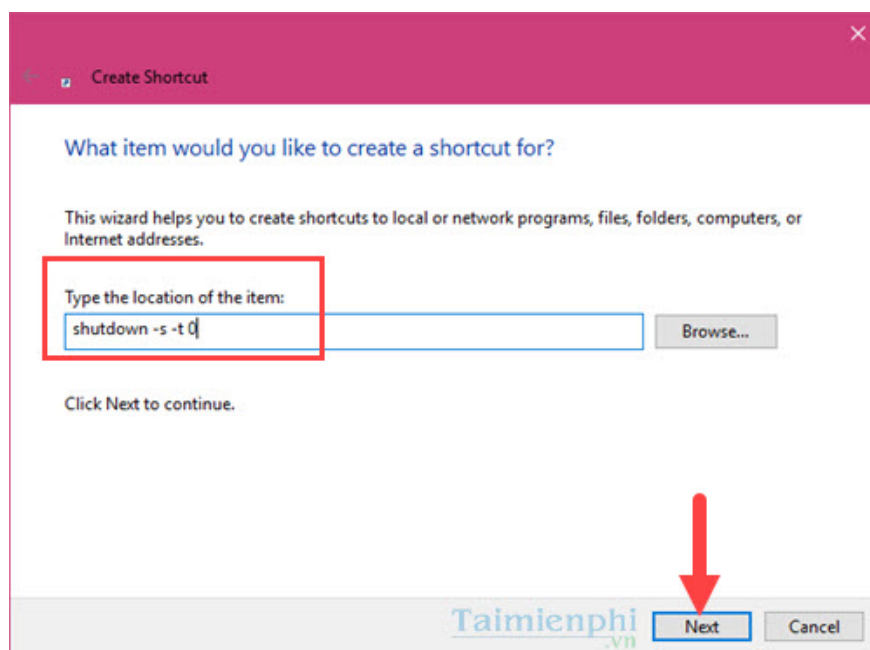 Create Shortcut
What item would you like to create a shortcut for?
This wizard helps you to create shortcuts to local or network programs, files, folders, computers, or
Internet addresses.
Type the location of the item:
shutdown -s -t 0
Browse...
Click Next to continue.
Taimienphi
.vn
Next
Cancel